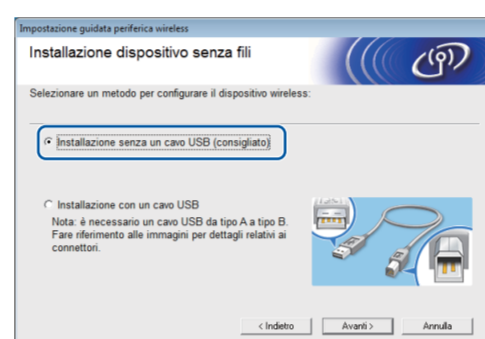 Impostazione guidata periferica wireless
Installazione dispositivo senza fili
Selezionare un metodo per configurare il dispositivo wireless:
Installazione senza un cavo USB (consigliato)
Installazione con un cavo USB
Nota: è necessario un cavo USB da tipo A a tipo B.
Fare riferimento alle immagini per dettagli relativi ai
connettori.
< Indietro
Avanti >
Annulla